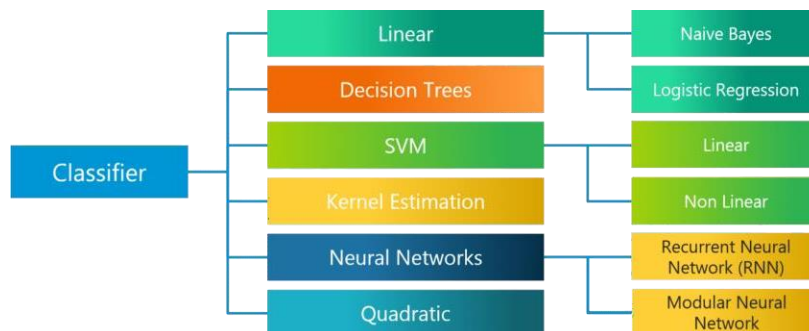 Classifier
Linear
Decision Trees
SVM
Kernel Estimation
Neural Networks
Quadratic
Naive Bayes
Logistic Regression
Linear
Non Linear
Recurrent Neural
Network (RNN)
Modular Neural
Network